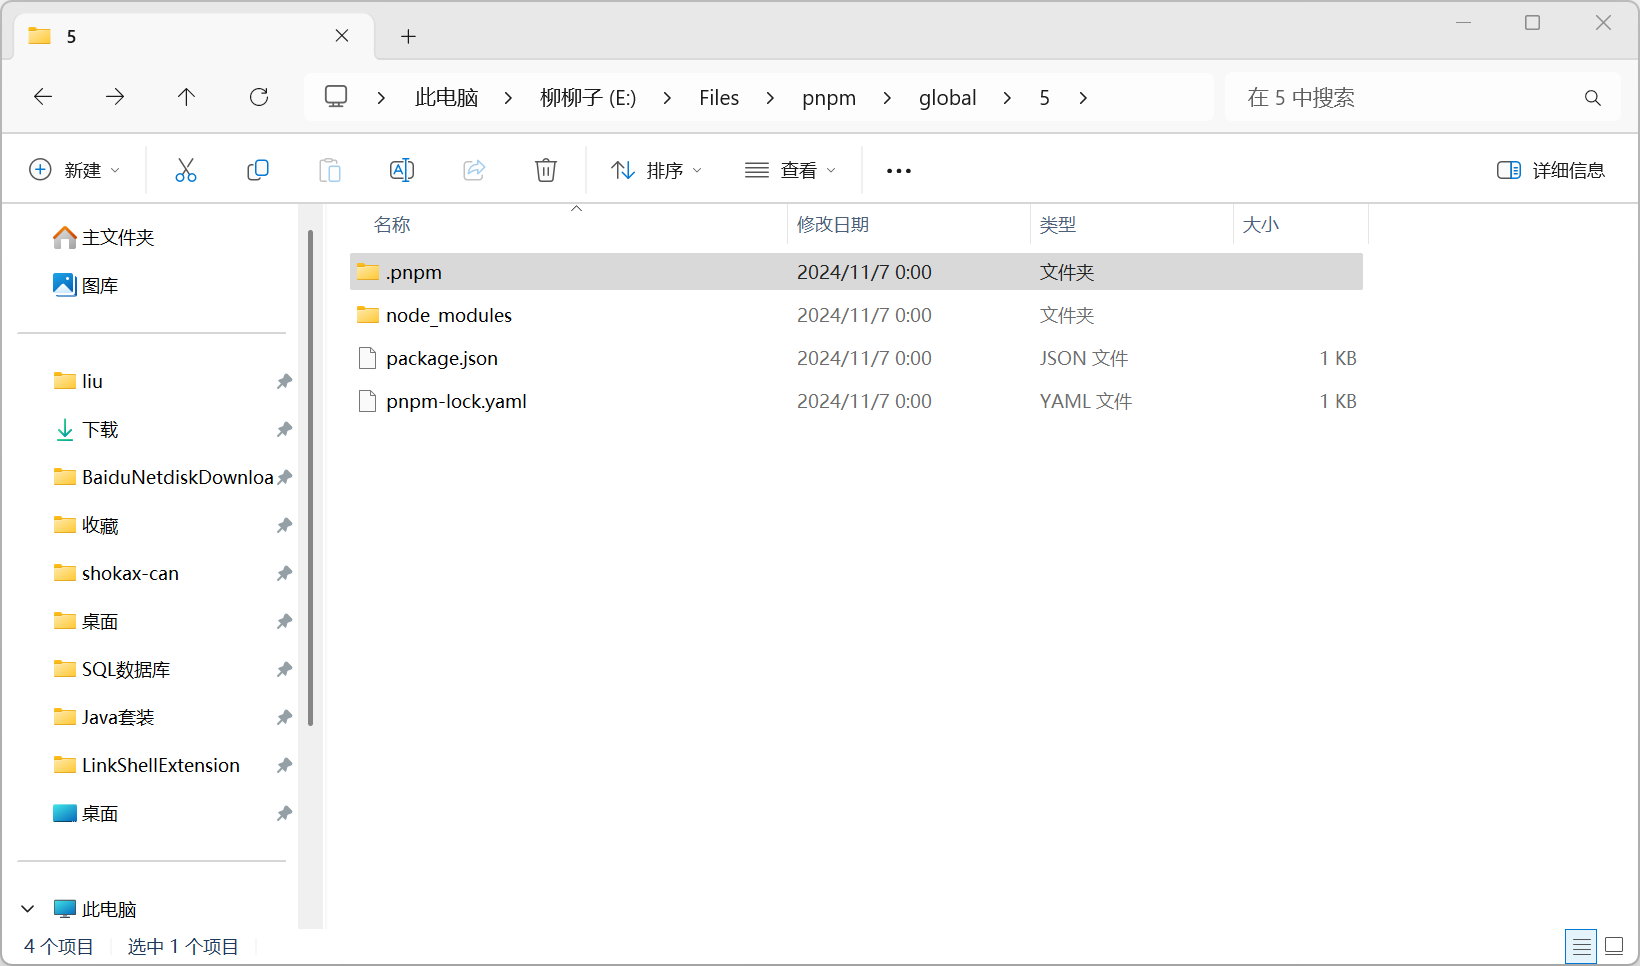 5
此电脑 柳柳子 (E:) Files pnpm global 5
在 5 中搜索
新建 排序 查看 详细信息
主文件夹
图库
liu
下载
BaiduNetdiskDownloa
收藏
shokax-can
桌面
SQL数据库
Java套装
LinkShellExtension
桌面
此电脑
名称 修改日期 类型 大小
.pnpm 2024/11/7 0:00 文件夹
node_modules 2024/11/7 0:00 文件夹
package.json 2024/11/7 0:00 JSON 文件 1 KB
pnpm-lock.yaml 2024/11/7 0:00 YAML 文件 1 KB
4 个项目 选中 1 个项目